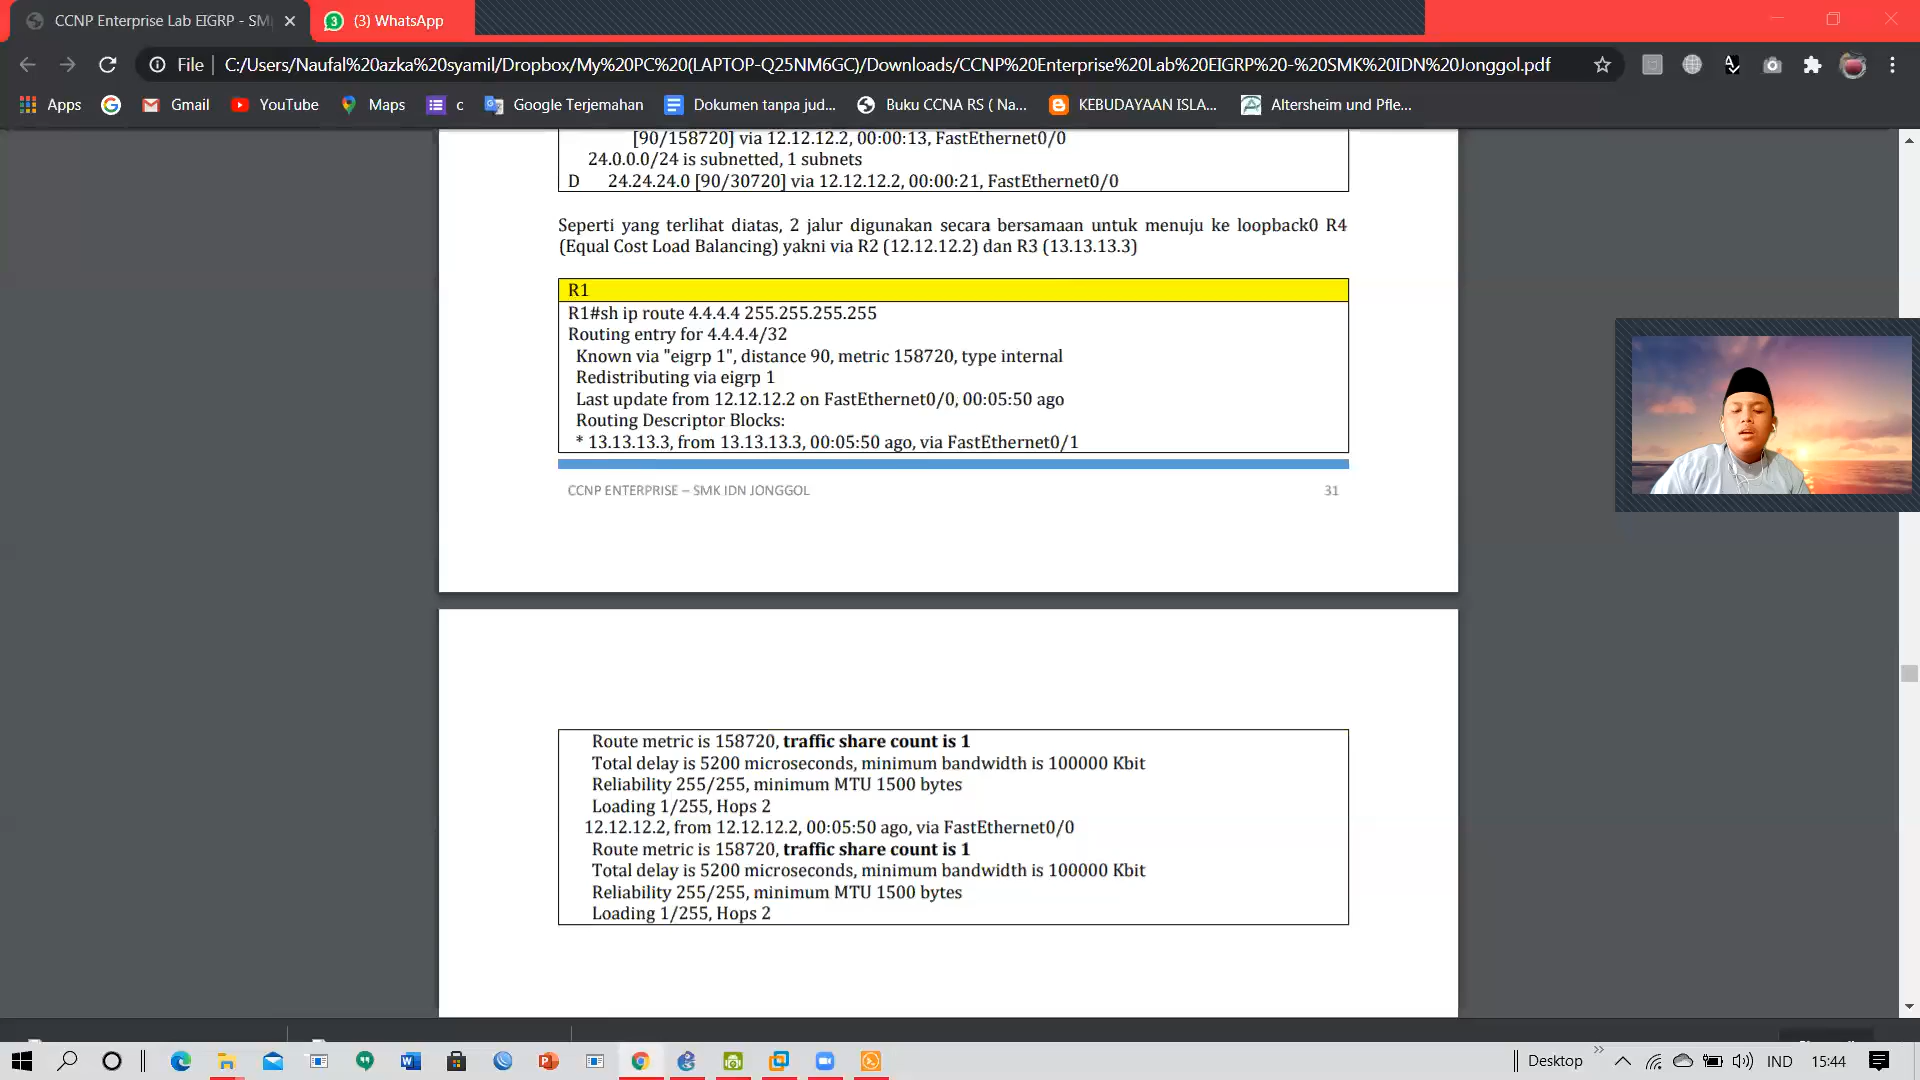 CCNP Enterprise Lab EIGRP - SM
(3) WhatsApp
File
C:/Users/Naufal%20azka%20syamil/Dropbox/My%20PC%20(LAPTOP-Q25NM6GC)/Downloads/CCNP%20Enterprise%20Lab%20EIGRP%20-%20SMK%20IDN%20Jonggol.pdf
Apps
Gmail
YouTube
Maps
c
Google Terjemahan
Dokumen tanpa jud...
Buku CCNA RS ( Na...
KEBUDAYAAN ISLA...
Altersheim und Pfle...
[90/158720] via 12.12.12.2, 00:00:13, FastEthernet0/0
24.0.0.0/24 is subnetted, 1 subnets
D 24.24.24.0 [90/30720] via 12.12.12.2, 00:00:21, FastEthernet0/0
Seperti yang terlihat diatas, 2 jalur digunakan secara bersamaan untuk menuju ke loopback0 R4
(Equal Cost Load Balancing) yakni via R2 (12.12.12.2) dan R3 (13.13.13.3)
R1
R1#sh ip route 4.4.4.4 255.255.255.255
Routing entry for 4.4.4.4/32
Known via "eigrp 1", distance 90, metric 158720, type internal
Redistributing via eigrp 1
Last update from 12.12.12.2 on FastEthernet0/0, 00:05:50 ago
Routing Descriptor Blocks:
* 13.13.13.3, from 13.13.13.3, 00:05:50 ago, via FastEthernet0/1
CCNP ENTERPRISE – SMK IDN JONGGOL 31
Route metric is 158720, traffic share count is 1
Total delay is 5200 microseconds, minimum bandwidth is 100000 Kbit
Reliability 255/255, minimum MTU 1500 bytes
Loading 1/255, Hops 2
12.12.12.2, from 12.12.12.2, 00:05:50 ago, via FastEthernet0/0
Route metric is 158720, traffic share count is 1
Total delay is 5200 microseconds, minimum bandwidth is 100000 Kbit
Reliability 255/255, minimum MTU 1500 bytes
Loading 1/255, Hops 2
Desktop
IND
15:44